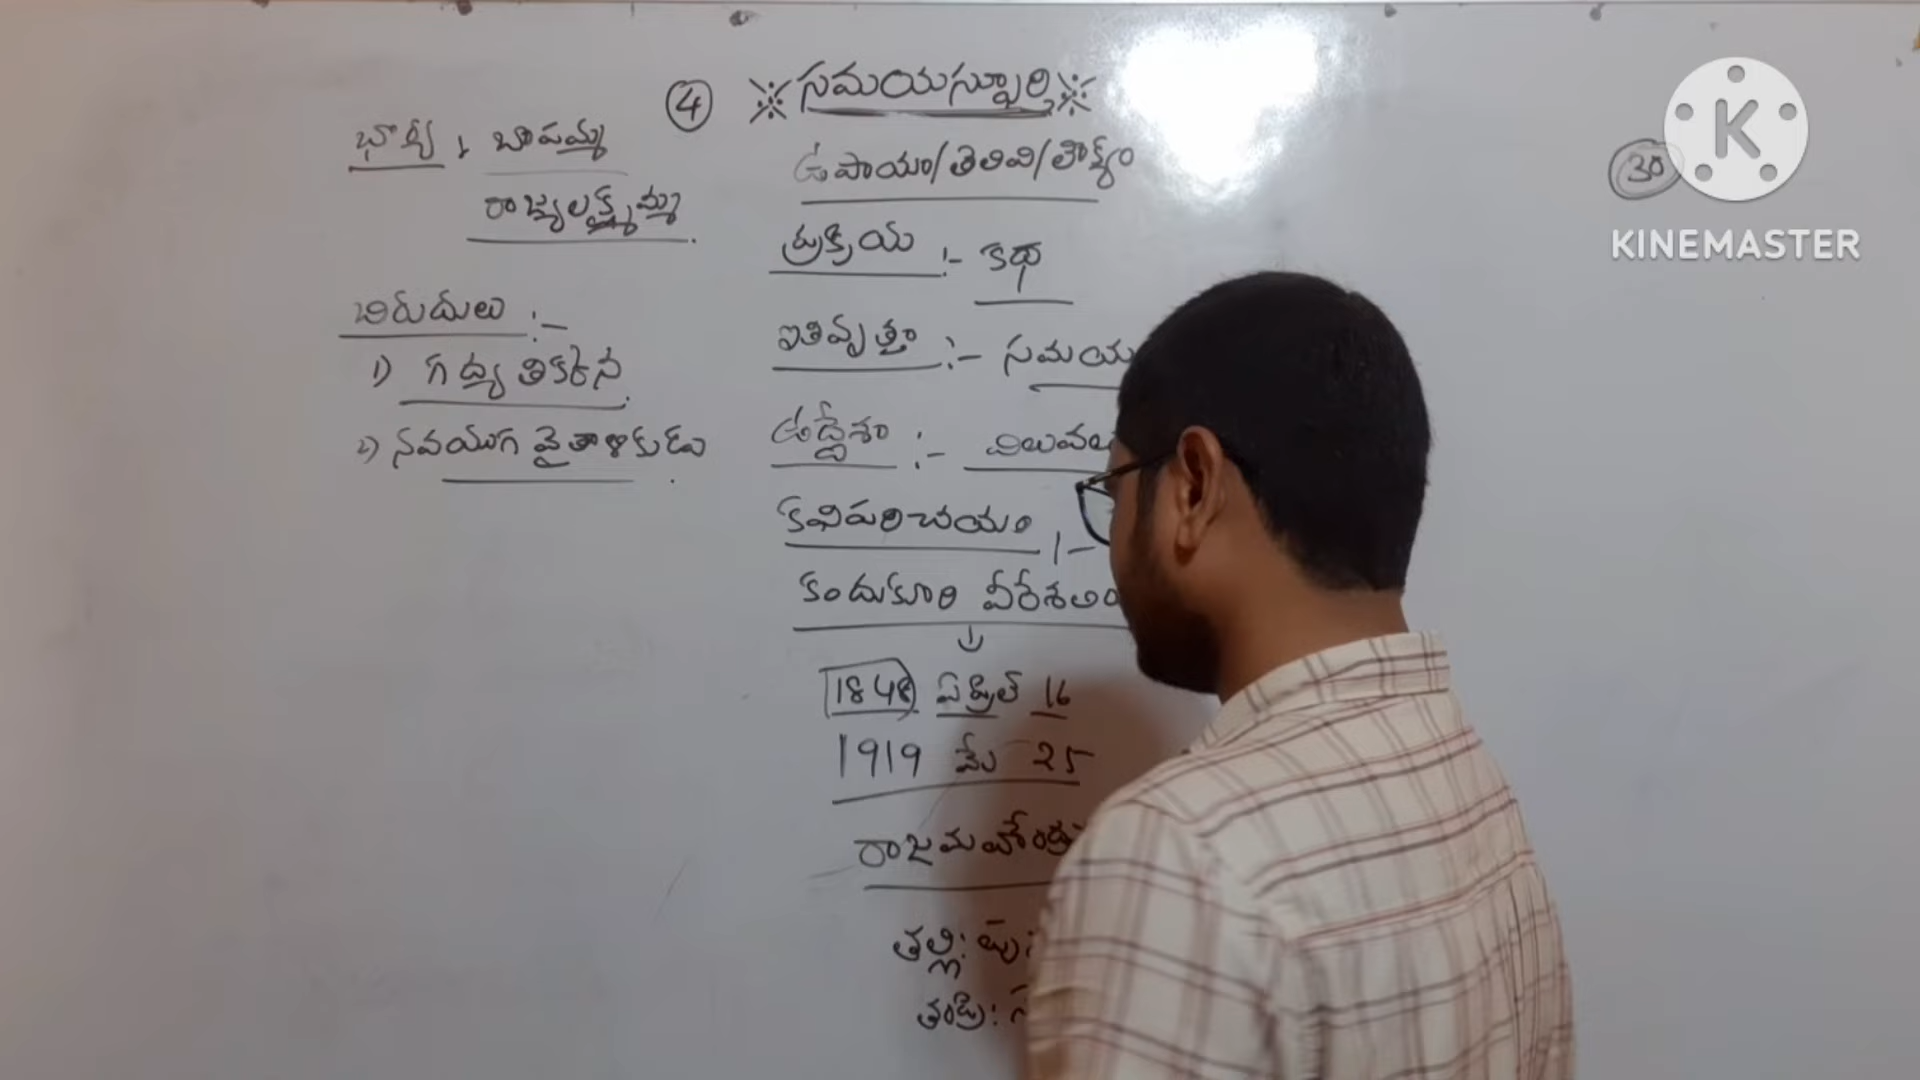 ④ ※ సమయస్ఫూర్తి ※
ఉపాయం/తెలివి/లౌక్యం
ప్రక్రియ :- కథ
ఇతివృత్తం :- సమయ
ఉద్దేశం :- విలువలు
కవిపరిచయం :-
కందుకూరి వీరేశలిం
1848 ఏప్రిల్ 16
1919 మే 25
రాజమహేంద్ర
తల్లి: పు
తండ్రి:
భార్య : బాపమ్మ
రాజ్యలక్ష్మమ్మ
బిరుదులు :-
1) గద్య తిక్కన
2) నవయుగ వైతాళికుడు
30
KINEMASTER